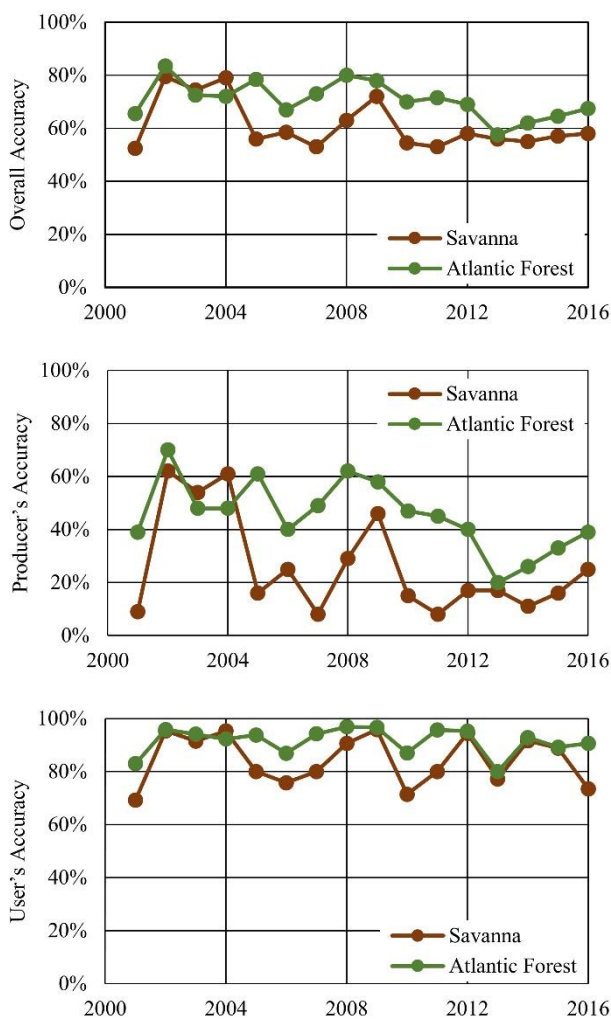 100%
80%
60%
40%
20%
0%
Overall Accuracy
Savanna
Atlantic Forest
2000 2004 2008 2012 2016
100%
80%
60%
40%
20%
0%
Producer's Accuracy
Savanna
Atlantic Forest
2000 2004 2008 2012 2016
100%
80%
60%
40%
20%
0%
User's Accuracy
Savanna
Atlantic Forest
2000 2004 2008 2012 2016